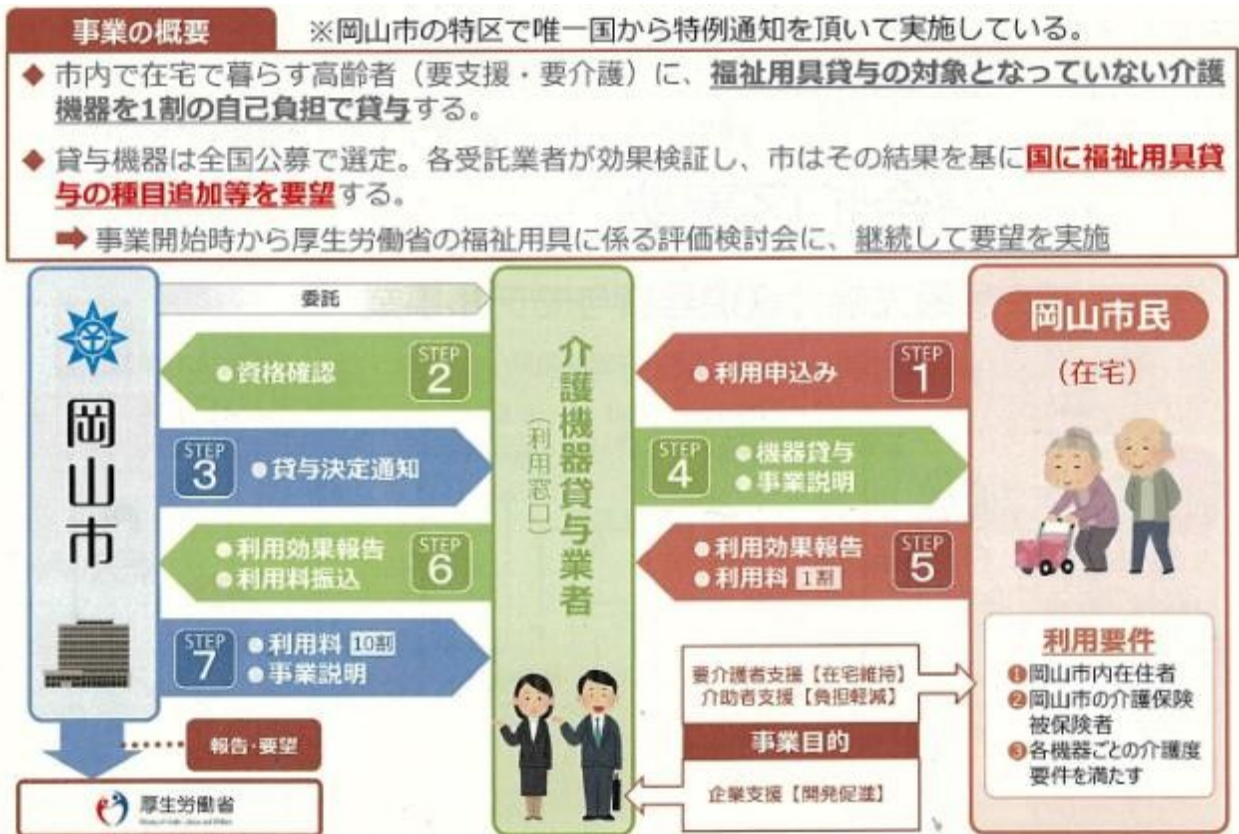 事業の概要
※岡山市の特区で唯一国から特例通知を頂いて実施している。
◆ 市内で在宅で暮らす高齢者（要支援・要介護）に、福祉用具貸与の対象となっていない介護
機器を1割の自己負担で貸与する。
◆ 貸与機器は全国公募で選定。各受託業者が効果検証し、市はその結果を基に国に福祉用具貸
与の種目追加等を要望する。
➡ 事業開始時から厚生労働省の福祉用具に係る評価検討会に、継続して要望を実施
岡山市
委託
●資格確認
STEP
2
STEP
3
●貸与決定通知
●利用効果報告
●利用料振込
STEP
6
STEP
7
●利用料 10割
●事業説明
報告・要望
厚生労働省
介護機器貸与業者
（利用窓口）
●利用申込み
STEP
1
STEP
4
●機器貸与
●事業説明
●利用効果報告
●利用料 1割
STEP
5
要介護者支援【在宅維持】
介助者支援【負担軽減】
事業目的
企業支援【開発促進】
岡山市民
（在宅）
利用要件
❶岡山市内在住者
❷岡山市の介護保険
被保険者
❸各機器ごとの介護度
要件を満たす